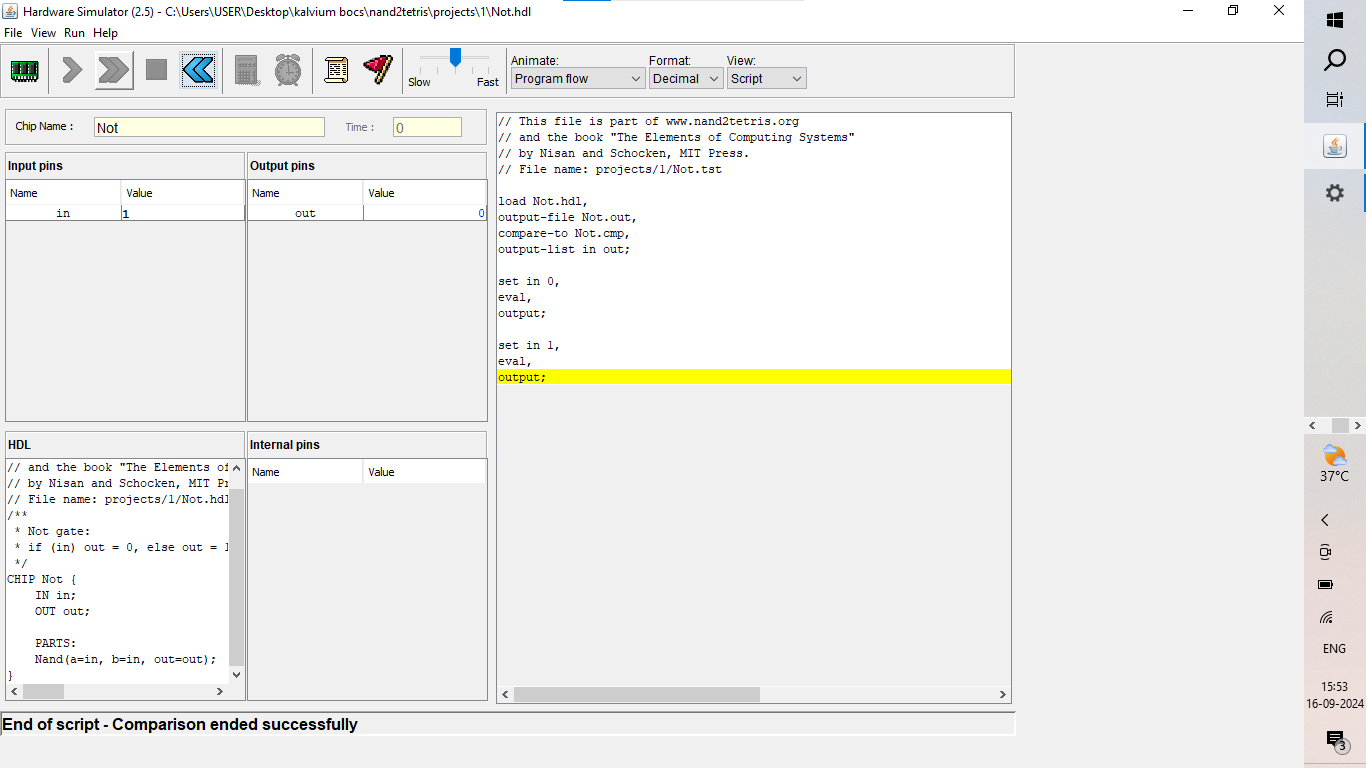 Hardware Simulator (2.5) - C:\Users\USER\Desktop\kalvium bocs\nand2tetris\projects\1\Not.hdl
File View Run Help
Slow Fast
Animate: Format: View:
Program flow Decimal Script
Chip Name : Not Time : 0
Input pins
Name Value
in 1
Output pins
Name Value
out 0
HDL
// and the book "The Elements of
// by Nisan and Schocken, MIT Pr
// File name: projects/1/Not.hdl
/**
* Not gate:
* if (in) out = 0, else out = 1
*/
CHIP Not {
IN in;
OUT out;
PARTS:
Nand(a=in, b=in, out=out);
}
Internal pins
Name Value
// This file is part of www.nand2tetris.org
// and the book "The Elements of Computing Systems"
// by Nisan and Schocken, MIT Press.
// File name: projects/1/Not.tst
load Not.hdl,
output-file Not.out,
compare-to Not.cmp,
output-list in out;
set in 0,
eval,
output;
set in 1,
eval,
output;
End of script - Comparison ended successfully
37°C
ENG
15:53
16-09-2024
3